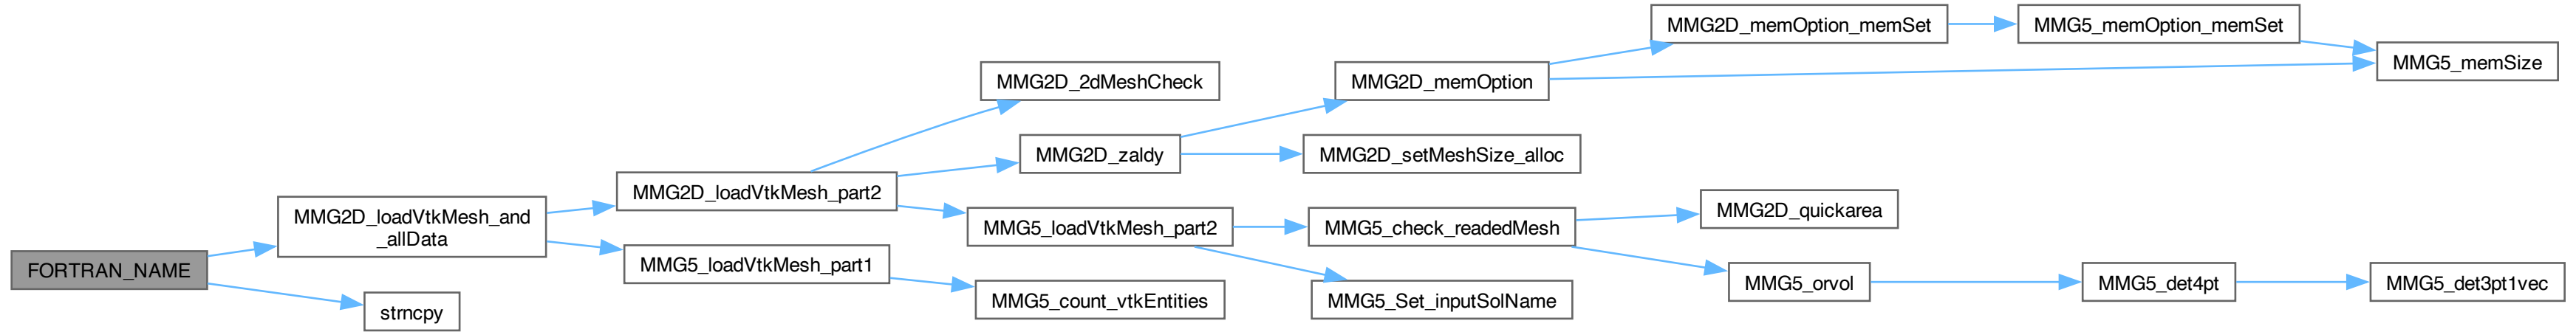 FORTRAN_NAME
MMG2D_loadVtkMesh_and
_allData
strncpy
MMG2D_loadVtkMesh_part2
MMG5_loadVtkMesh_part1
MMG2D_2dMeshCheck
MMG2D_zaldy
MMG5_loadVtkMesh_part2
MMG5_count_vtkEntities
MMG2D_memOption
MMG2D_setMeshSize_alloc
MMG5_check_readedMesh
MMG5_Set_inputSolName
MMG2D_memOption_memSet
MMG2D_quickarea
MMG5_orvol
MMG5_memOption_memSet
MMG5_det4pt
MMG5_memSize
MMG5_det3pt1vec